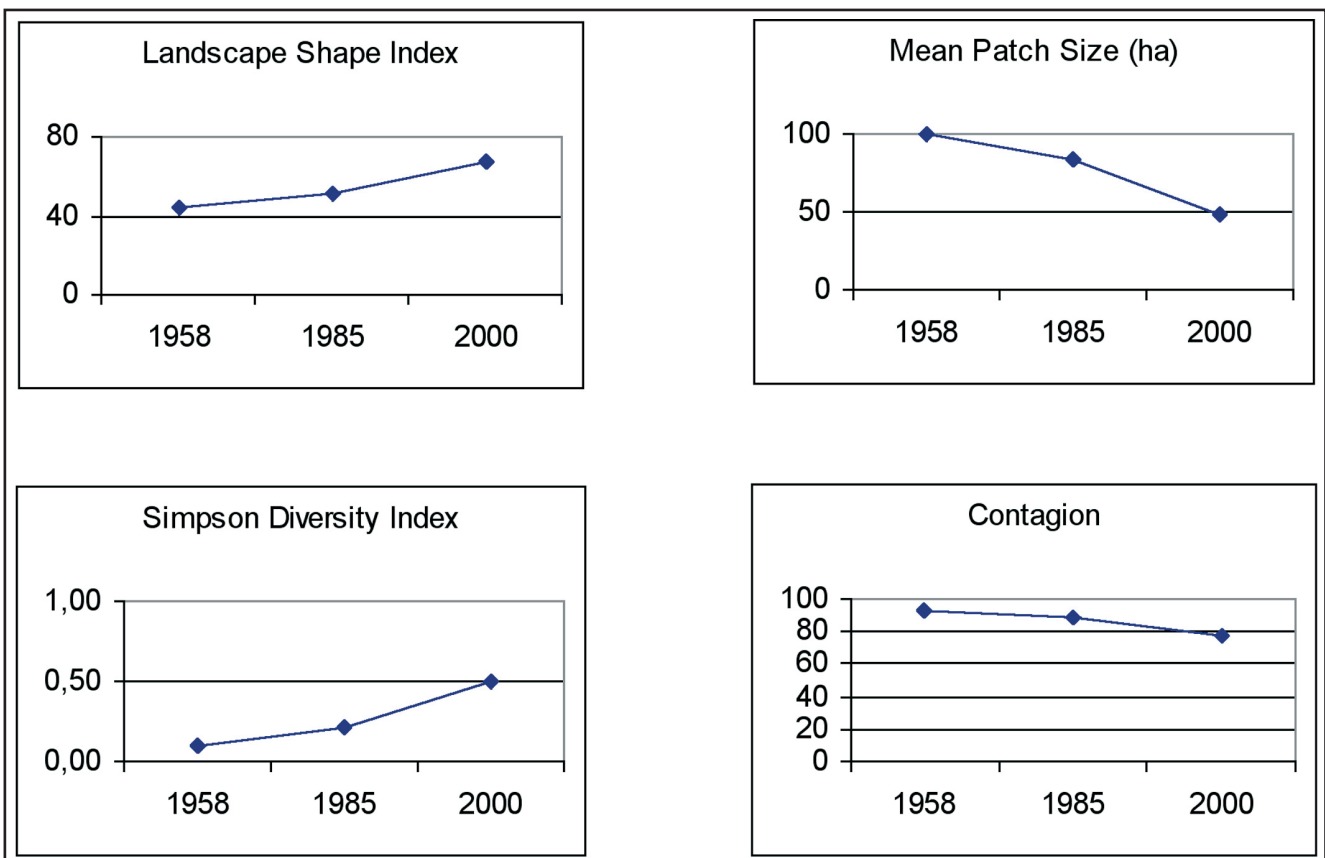 Landscape Shape Index
80
40
0
1958 1985 2000
Mean Patch Size (ha)
100
50
0
1958 1985 2000
Simpson Diversity Index
1,00
0,50
0,00
1958 1985 2000
Contagion
100
80
60
40
20
0
1958 1985 2000